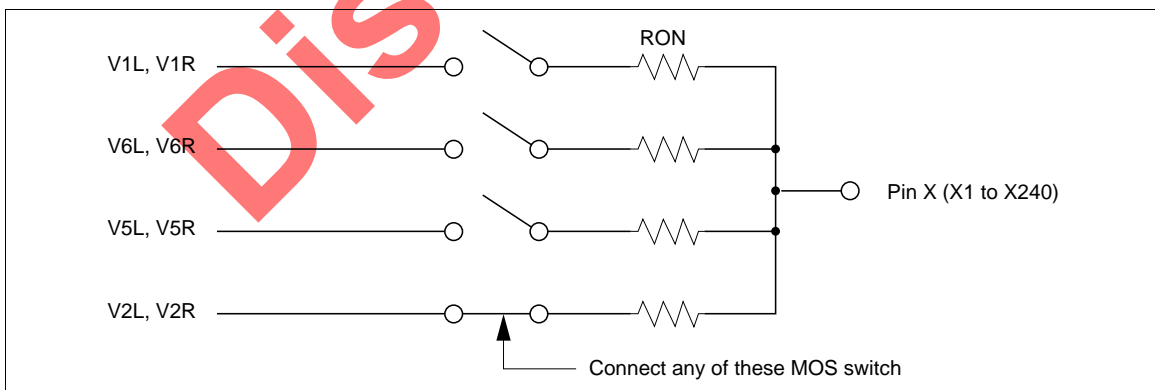 RON
V1L, V1R
V6L, V6R
Pin X (X1 to X240)
V5L, V5R
V2L, V2R
Connect any of these MOS switch
Dis